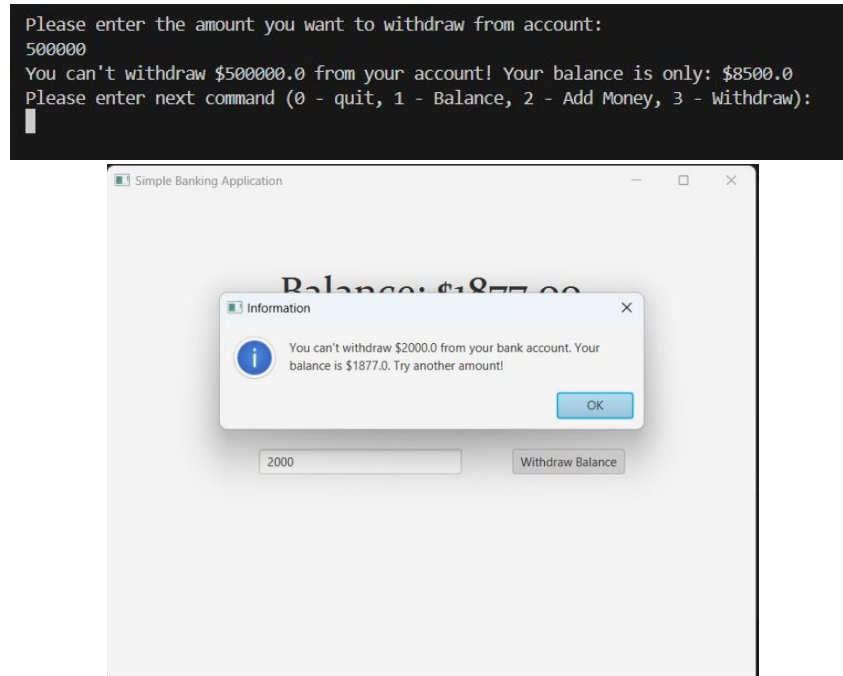 Please enter the amount you want to withdraw from account:
500000
You can't withdraw $500000.0 from your account! Your balance is only: $8500.0
Please enter next command (0 - quit, 1 - Balance, 2 - Add Money, 3 - Withdraw):
Simple Banking Application
Balance: $1877.00
Information
You can't withdraw $2000.0 from your bank account. Your
balance is $1877.0. Try another amount!
OK
2000
Withdraw Balance